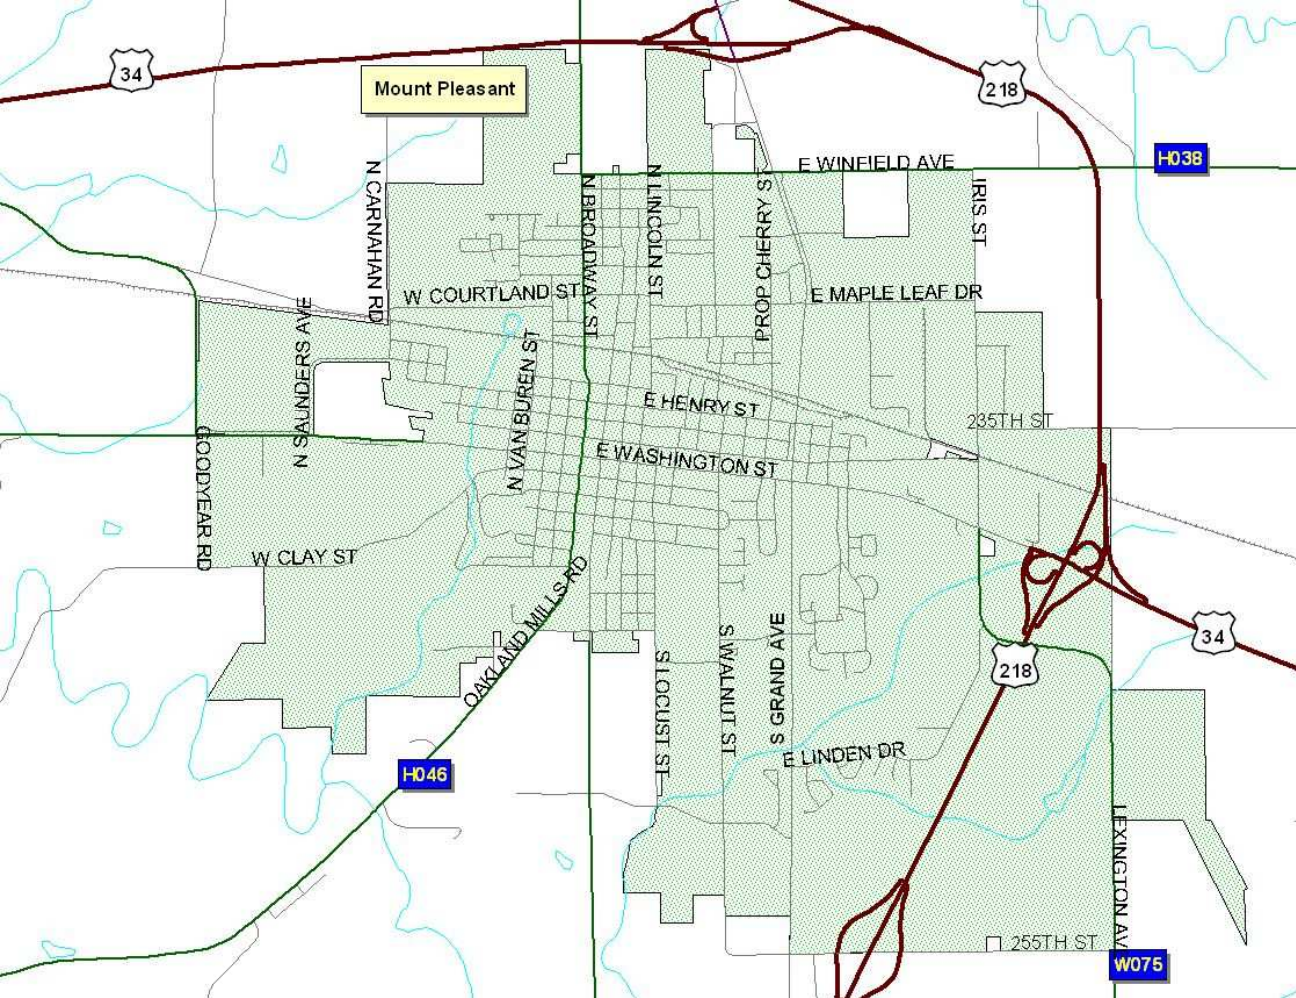 34
Mount Pleasant
218
H038
E WINFIELD AVE
N CARNAHAN RD
N BROADWAY ST
N LINCOLN ST
PROP CHERRY ST
IRIS ST
W COURTLAND ST
E MAPLE LEAF DR
N SAUNDERS AVE
N VAN BUREN ST
E HENRY ST
235TH ST
GOODYEAR RD
E WASHINGTON ST
W CLAY ST
OAKLAND MILLS RD
34
218
S LOCUST ST
S WALNUT ST
S GRAND AVE
E LINDEN DR
H046
LEXINGTON AV
255TH ST
W075